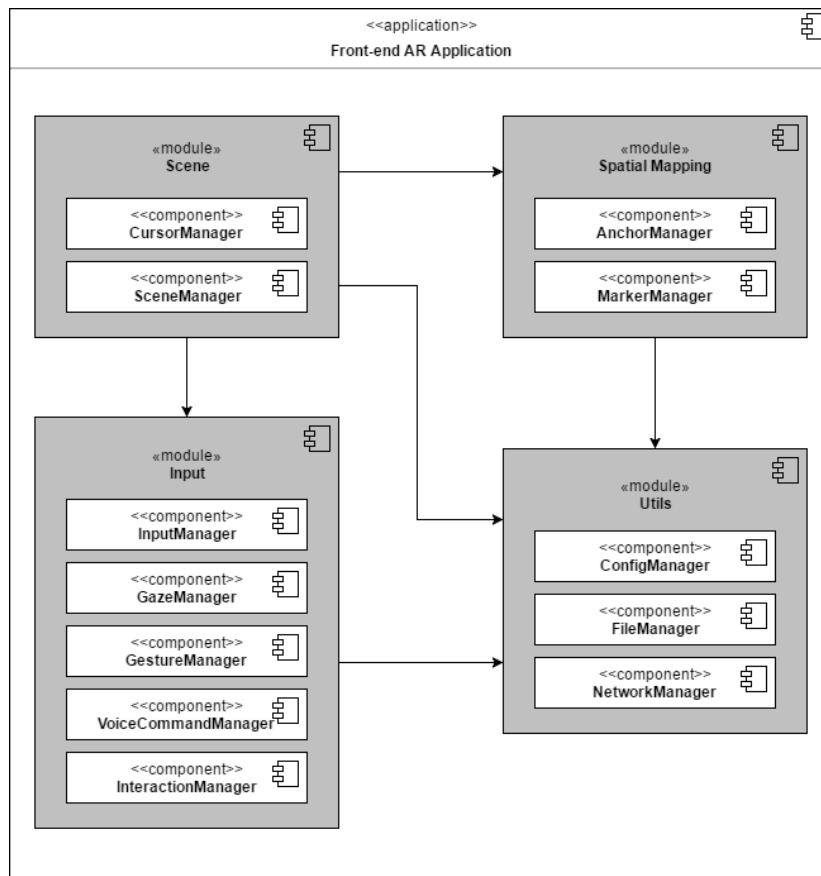 <<application>>
Front-end AR Application
«module»
Scene
<<component>>
CursorManager
<<component>>
SceneManager
«module»
Spatial Mapping
<<component>>
AnchorManager
<<component>>
MarkerManager
«module»
Input
<<component>>
InputManager
<<component>>
GazeManager
<<component>>
GestureManager
<<component>>
VoiceCommandManager
<<component>>
InteractionManager
«module»
Utils
<<component>>
ConfigManager
<<component>>
FileManager
<<component>>
NetworkManager